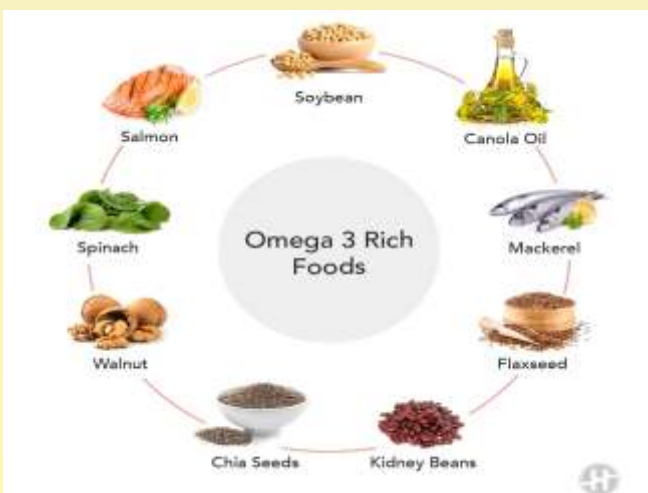 Soybean
Canola Oil
Mackerel
Flaxseed
Kidney Beans
Chia Seeds
Walnut
Spinach
Salmon
Omega 3 Rich
Foods
H